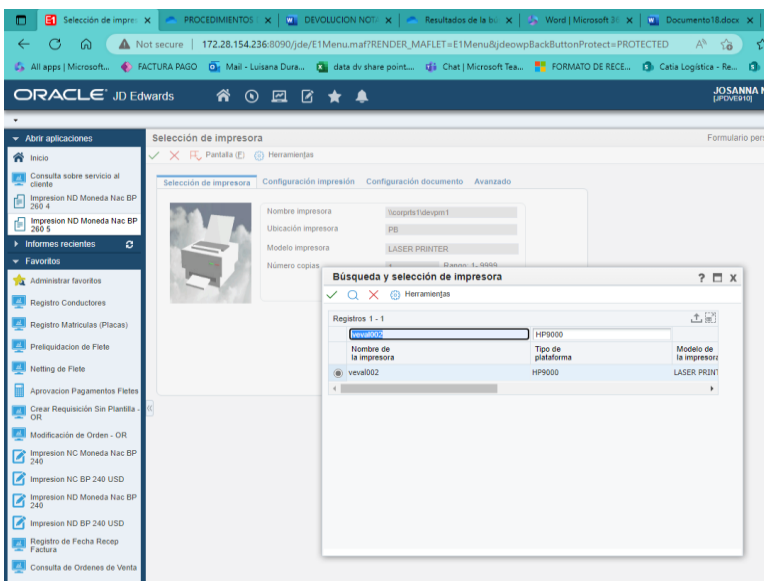 Selección de impres
PROCEDIMIENTOS
DEVOLUCION NOT
Resultados de la bú
Word | Microsoft 3
Documento18.docx
Not secure | 172.28.154.236:8090/jde/E1Menu.maf?RENDER_MAFLET=E1Menu&jdeowpBackButtonProtect=PROTECTED
All apps | Microsoft...
FACTURA PAGO
Mail - Luisana Dura...
data dv share point....
Chat | Microsoft Tea...
FORMATO DE RECE...
Catia Logística - Re...
ORACLE JD Edwards
JOSANNA
[JPDVE910]
Abrir aplicaciones
Inicio
Consulta sobre servicio al
cliente
Impresion ND Moneda Nac BP
260 4
Impresion ND Moneda Nac BP
260 5
Informes recientes
Favoritos
Administrar favoritos
Registro Conductores
Registro Matriculas (Placas)
Preliquidacion de Flete
Netting de Flete
Aprovacion Pagamentos Fletes
Crear Requisición Sin Plantilla -
OR
Modificación de Orden - OR
Impresion NC Moneda Nac BP
240
Impresion NC BP 240 USD
Impresion ND Moneda Nac BP
240
Impresion ND BP 240 USD
Registro de Fecha Recep
Factura
Consulta de Ordenes de Venta
Selección de impresora
Formulario per
Pantalla (F)
Herramientas
Selección de impresora
Configuración impresión
Configuración documento
Avanzado
Nombre impresora
\\corprts1\devprn1
Ubicación impresora
PB
Modelo impresora
LASER PRINTER
Número copias
Rango 1- 9999
Búsqueda y selección de impresora
? X
Herramientas
Registros 1 - 1
veval002
HP9000
Nombre de
la impresora
Tipo de
plataforma
Modelo de
la impresora
veval002
HP9000
LASER PRINT